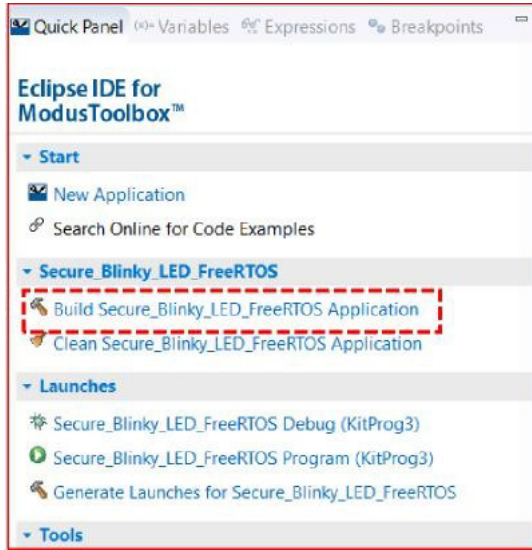 Quick Panel (x)= Variables Expressions Breakpoints
Eclipse IDE for
ModusToolbox™
Start
New Application
Search Online for Code Examples
Secure_Blinky_LED_FreeRTOS
Build Secure_Blinky_LED_FreeRTOS Application
Clean Secure_Blinky_LED_FreeRTOS Application
Launches
Secure_Blinky_LED_FreeRTOS Debug (KitProg3)
Secure_Blinky_LED_FreeRTOS Program (KitProg3)
Generate Launches for Secure_Blinky_LED_FreeRTOS
Tools